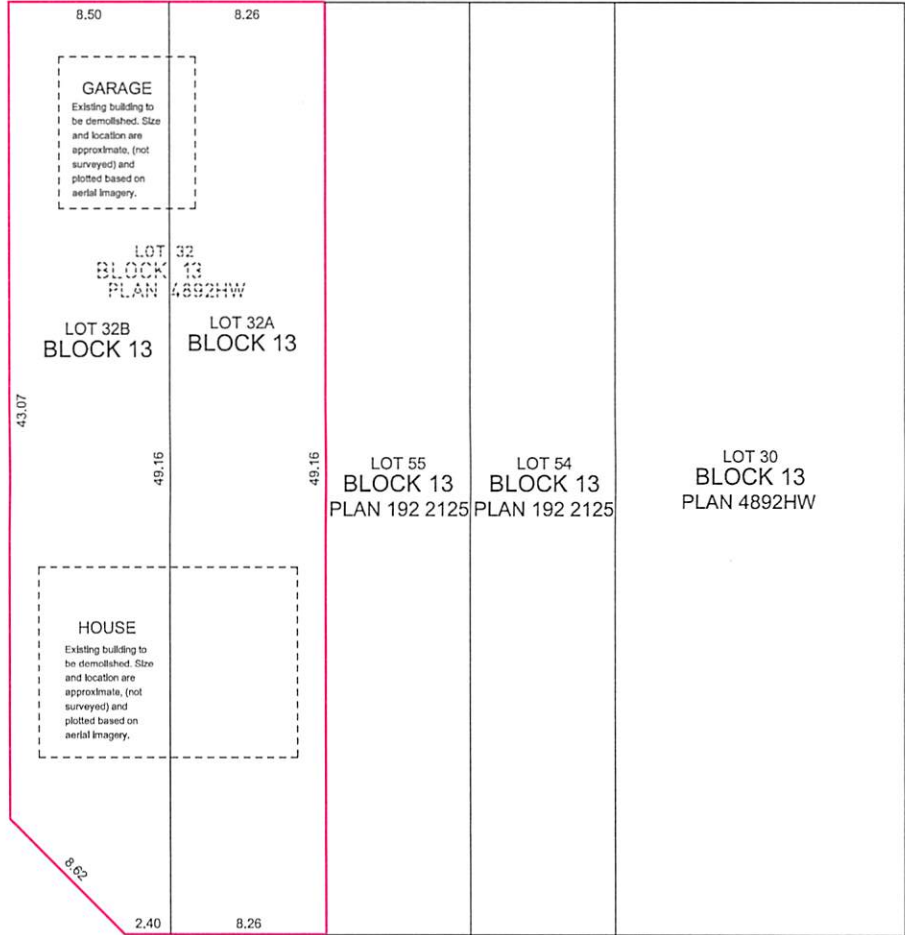 8.50
8.26
GARAGE
Existing building to
be demolished. Size
and location are
approximate, (not
surveyed) and
plotted based on
aerial imagery.
LOT 32
BLOCK 13
PLAN 4892HW
LOT 32B
BLOCK 13
LOT 32A
BLOCK 13
43.07
49.16
49.16
LOT 55
BLOCK 13
PLAN 192 2125
LOT 54
BLOCK 13
PLAN 192 2125
LOT 30
BLOCK 13
PLAN 4892HW
HOUSE
Existing building to
be demolished. Size
and location are
approximate, (not
surveyed) and
plotted based on
aerial imagery.
8.62
2.40
8.26